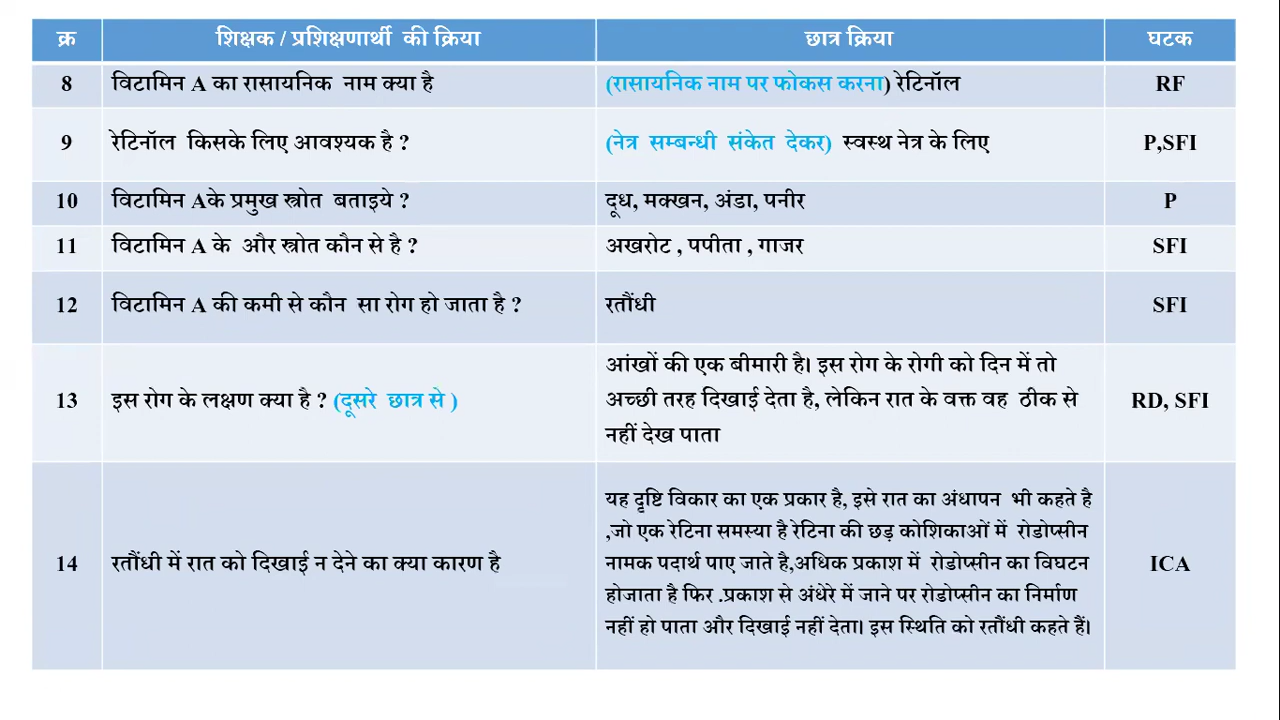 क्र शिक्षक / प्रशिक्षणार्थी की क्रिया छात्र क्रिया घटक
8 विटामिन A का रासायनिक नाम क्या है (रासायनिक नाम पर फोकस करना) रेटिनॉल RF
9 रेटिनॉल किसके लिए आवश्यक है ? (नेत्र सम्बन्धी संकेत देकर) स्वस्थ नेत्र के लिए P,SFI
10 विटामिन Aके प्रमुख स्त्रोत बताइये ? दूध, मक्खन, अंडा, पनीर P
11 विटामिन A के और स्त्रोत कौन से है ? अखरोट , पपीता , गाजर SFI
12 विटामिन A की कमी से कौन सा रोग हो जाता है ? रतौंधी SFI
13 इस रोग के लक्षण क्या है ? (दूसरे छात्र से ) आंखों की एक बीमारी है। इस रोग के रोगी को दिन में तो
अच्छी तरह दिखाई देता है, लेकिन रात के वक्त वह ठीक से
नहीं देख पाता RD, SFI
14 रतौंधी में रात को दिखाई न देने का क्या कारण है यह दृष्टि विकार का एक प्रकार है, इसे रात का अंधापन भी कहते है
,जो एक रेटिना समस्या है रेटिना की छड़ कोशिकाओं में रोडोप्सीन
नामक पदार्थ पाए जाते है,अधिक प्रकाश में रोडोप्सीन का विघटन
होजाता है फिर .प्रकाश से अंधेरे में जाने पर रोडोप्सीन का निर्माण
नहीं हो पाता और दिखाई नहीं देता। इस स्थिति को रतौंधी कहते हैं। ICA